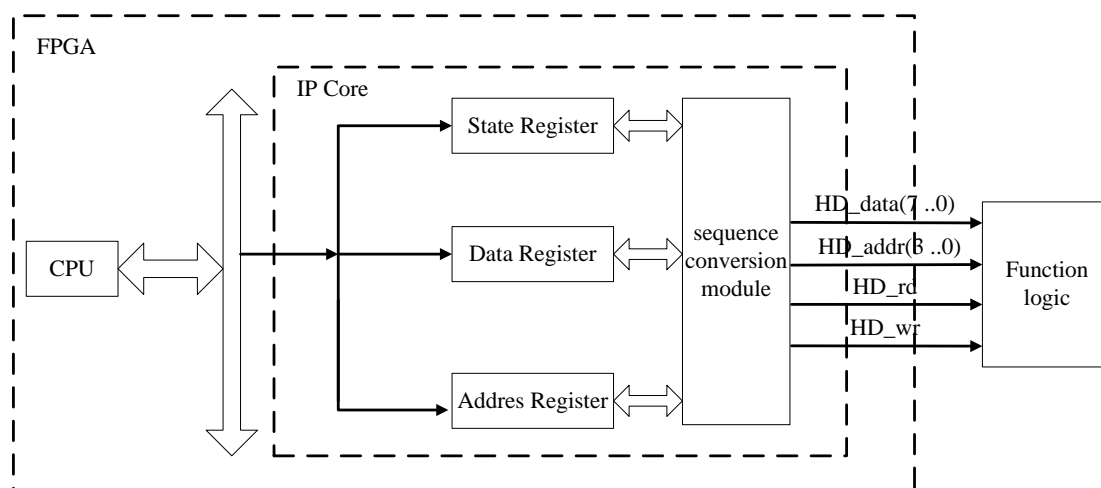 FPGA
IP Core
State Register
HD_data(7 ..0)
sequence
conversion
module
HD_addr(3 ..0)
CPU
Data Register
Function
logic
HD_rd
HD_wr
Addres Register